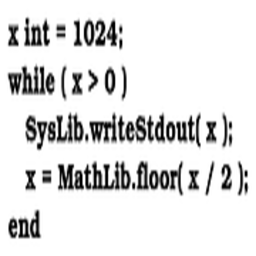 x int = 1024;
while ( x > 0 )
SysLib.writeStdout( x );
x = MathLib.floor( x / 2 );
end